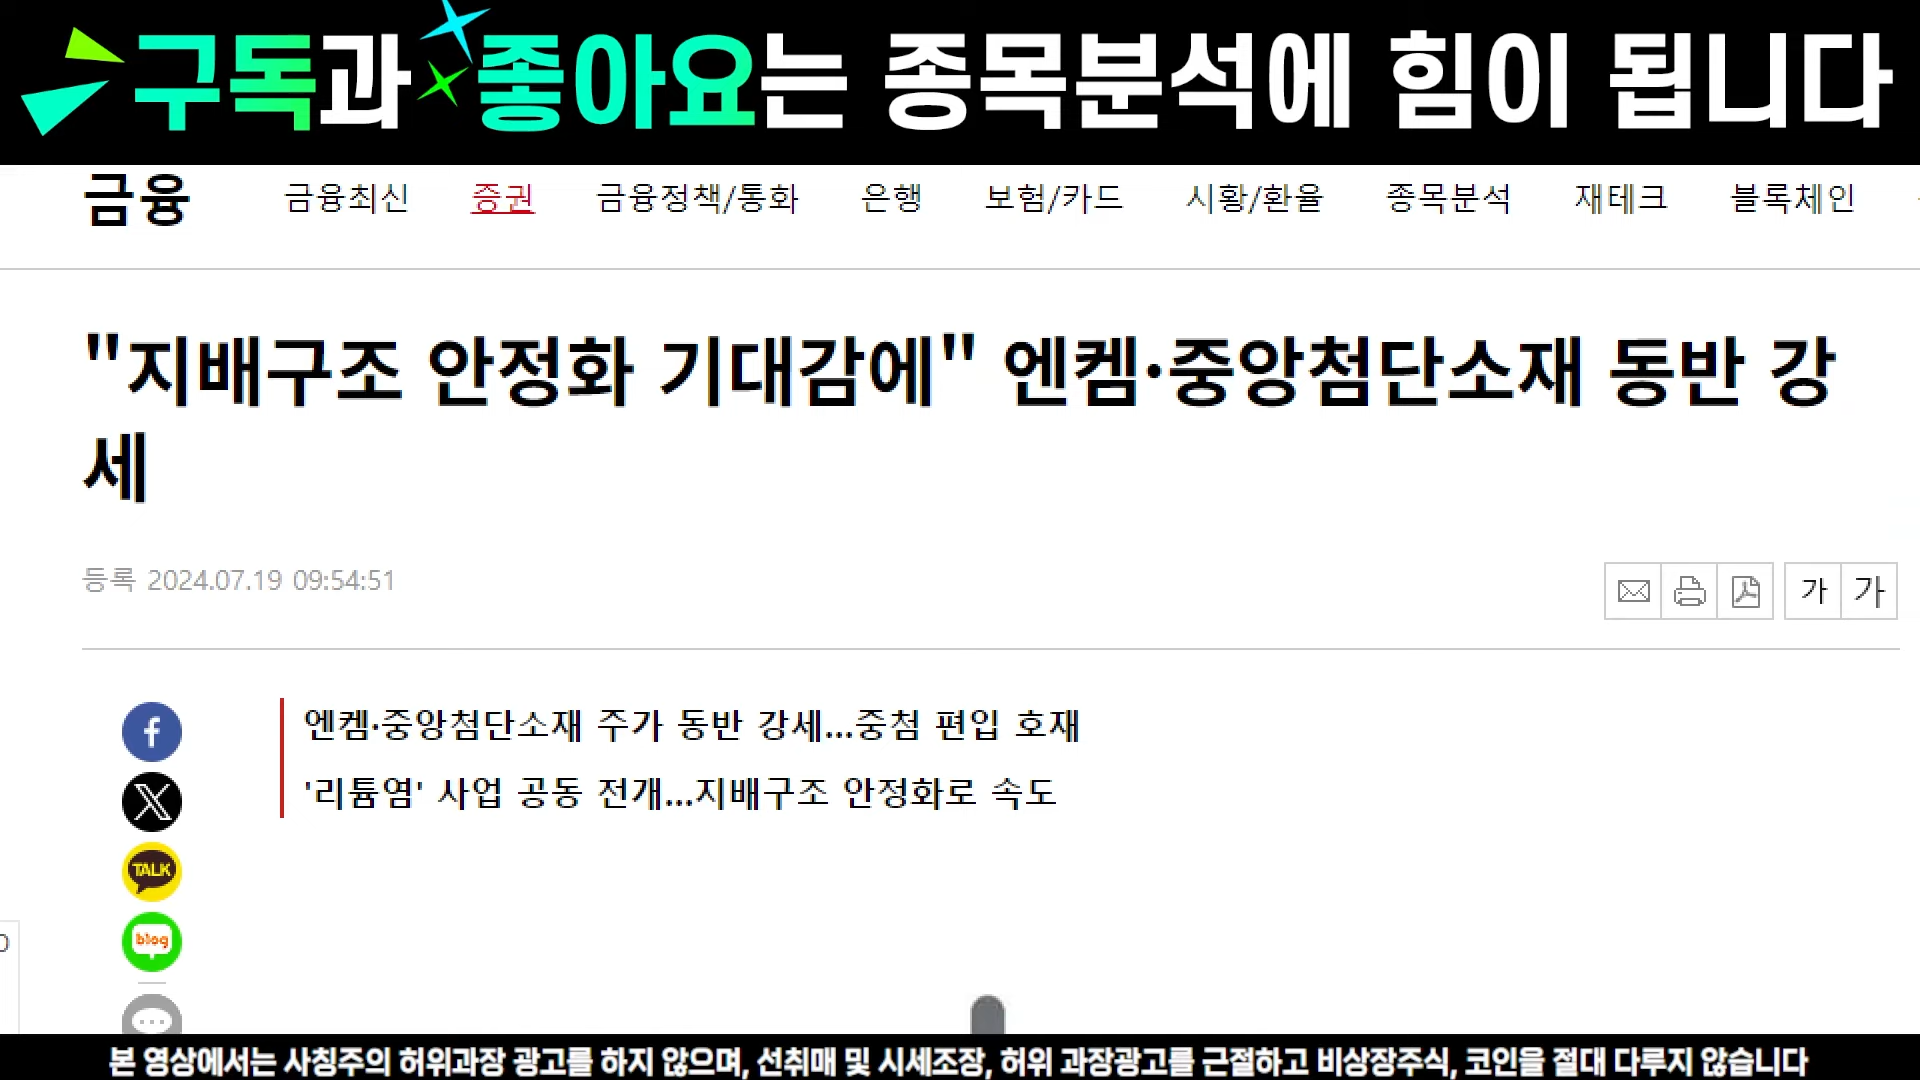 구독과 좋아요는 종목분석에 힘이 됩니다
금융 금융최신 증권 금융정책/통화 은행 보험/카드 시황/환율 종목분석 재테크 블록체인
"지배구조 안정화 기대감에" 엔켐·중앙첨단소재 동반 강
세
등록 2024.07.19 09:54:51
가 가
엔켐·중앙첨단소재 주가 동반 강세...중첨 편입 호재
'리튬염' 사업 공동 전개...지배구조 안정화로 속도
TALK
blog
본 영상에서는 사칭주의 허위과장 광고를 하지 않으며, 선취매 및 시세조장, 허위 과장광고를 근절하고 비상장주식, 코인을 절대 다루지 않습니다